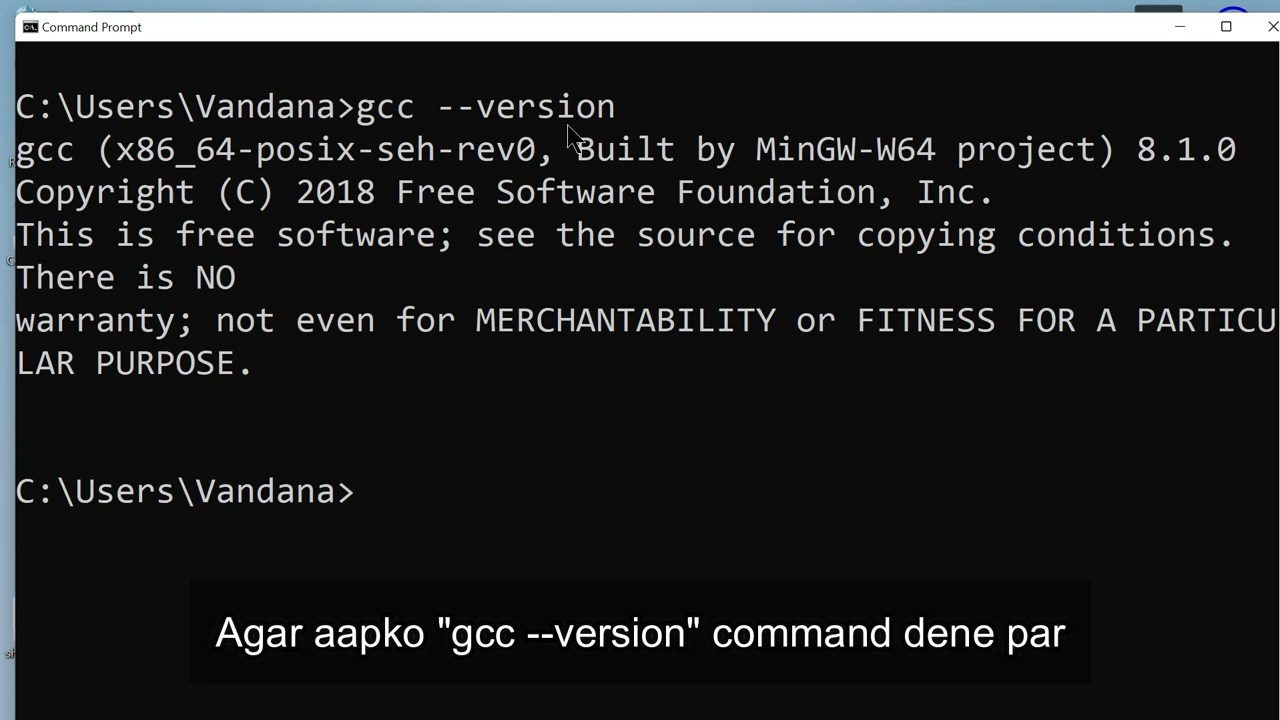 Command Prompt
C:\Users\Vandana>gcc --version
gcc (x86_64-posix-seh-rev0, Built by MinGW-W64 project) 8.1.0
Copyright (C) 2018 Free Software Foundation, Inc.
This is free software; see the source for copying conditions.
There is NO
warranty; not even for MERCHANTABILITY or FITNESS FOR A PARTICU
LAR PURPOSE.
C:\Users\Vandana>
Agar aapko "gcc --version" command dene par